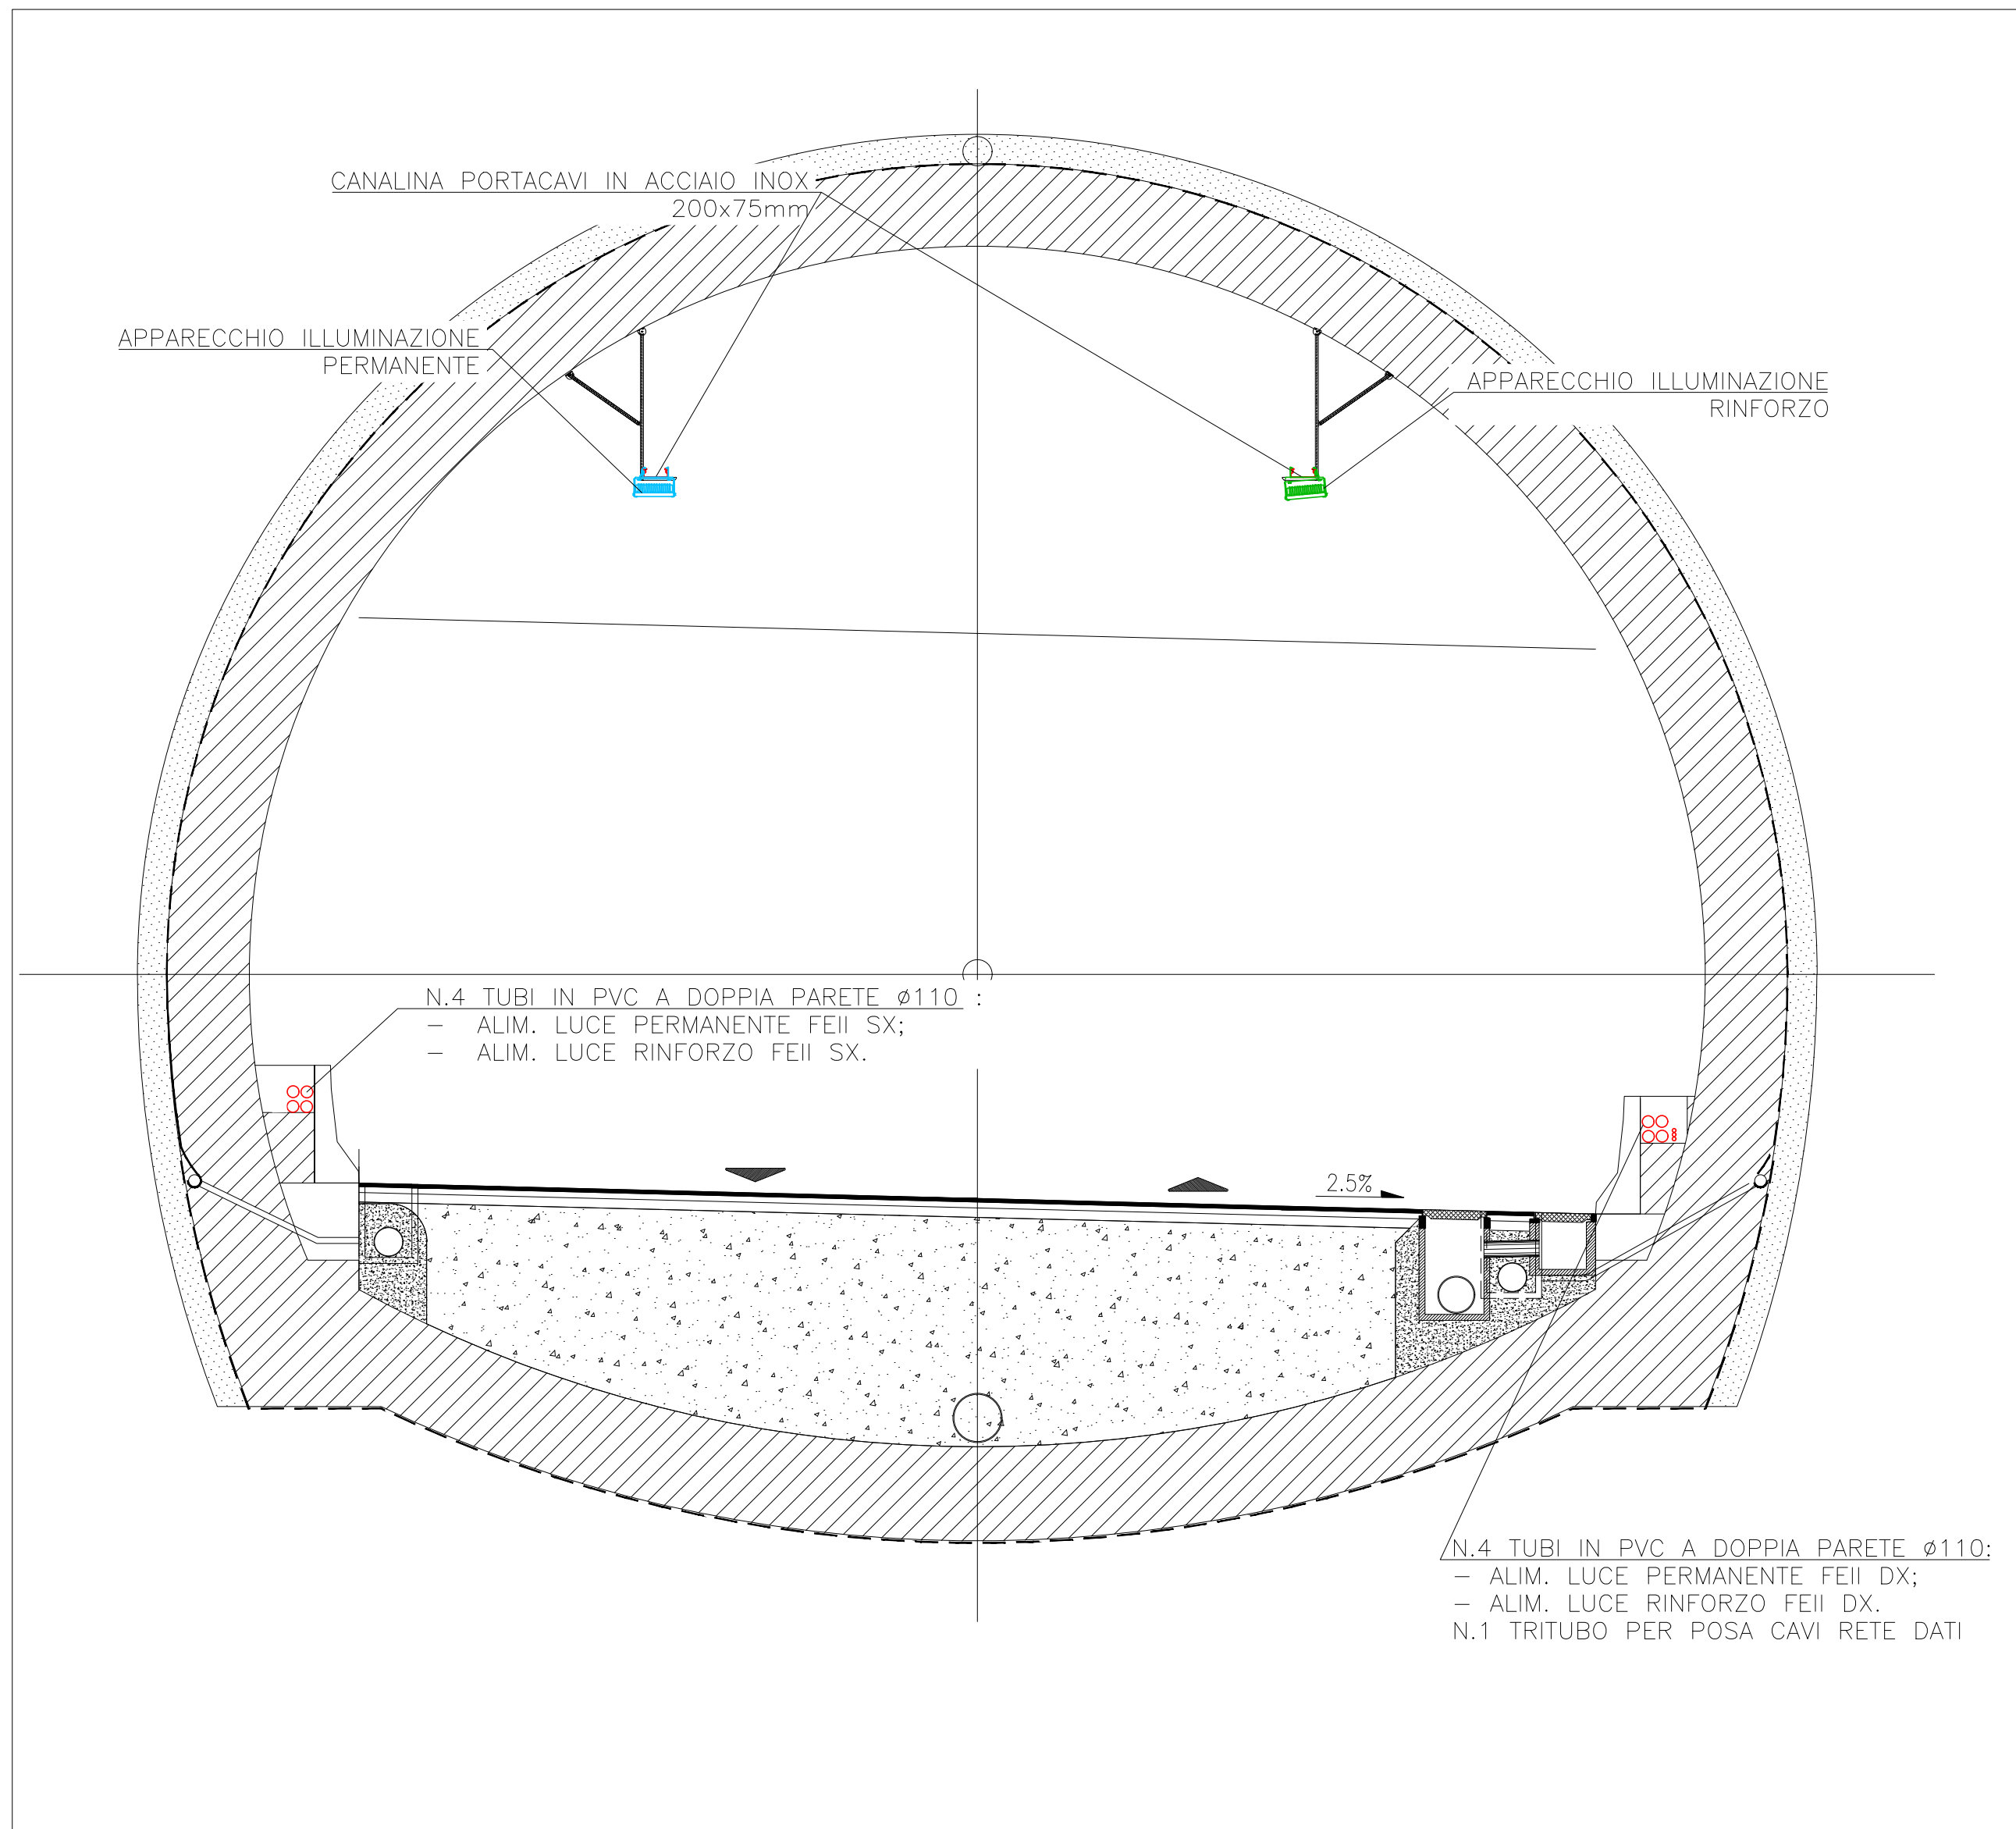 CANALINA PORTACAVI IN ACCIAIO INOX
200x75mm
APPARECCHIO ILLUMINAZIONE
PERMANENTE
APPARECCHIO ILLUMINAZIONE
RINFORZO
N.4 TUBI IN PVC A DOPPIA PARETE ø110 :
- ALIM. LUCE PERMANENTE FEII SX;
- ALIM. LUCE RINFORZO FEII SX.
2.5%
N.4 TUBI IN PVC A DOPPIA PARETE ø110:
- ALIM. LUCE PERMANENTE FEII DX;
- ALIM. LUCE RINFORZO FEII DX.
N.1 TRITUBO PER POSA CAVI RETE DATI